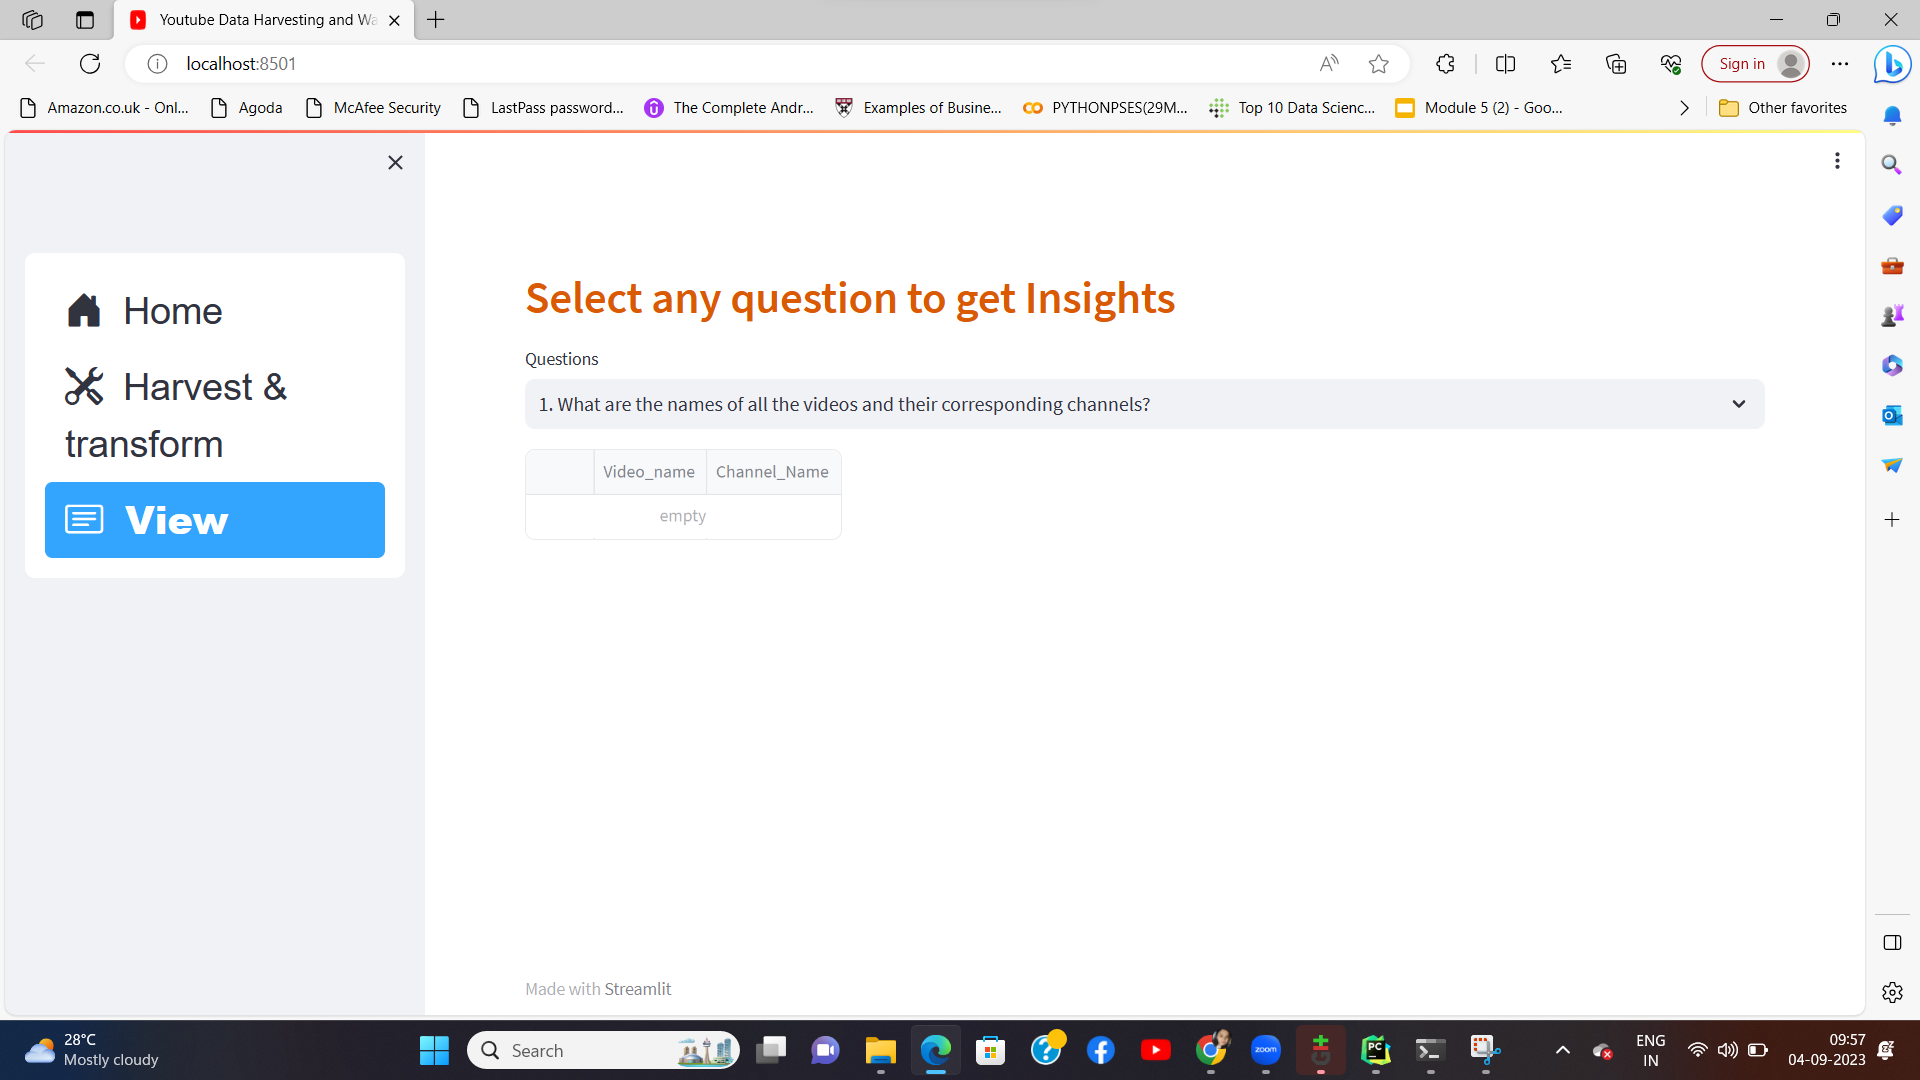 Youtube Data Harvesting and Wa
localhost:8501
Sign in
Amazon.co.uk - Onl...
Agoda
McAfee Security
LastPass password...
The Complete Andr...
Examples of Busine...
PYTHONPSES(29M...
Top 10 Data Scienc...
Module 5 (2) - Goo...
Other favorites
Home
Harvest &
transform
View
Select any question to get Insights
Questions
1. What are the names of all the videos and their corresponding channels?
Video_name Channel_Name
empty
Made with Streamlit
28°C
Mostly cloudy
Search
zoom
PC
ENG
IN
09:57
04-09-2023